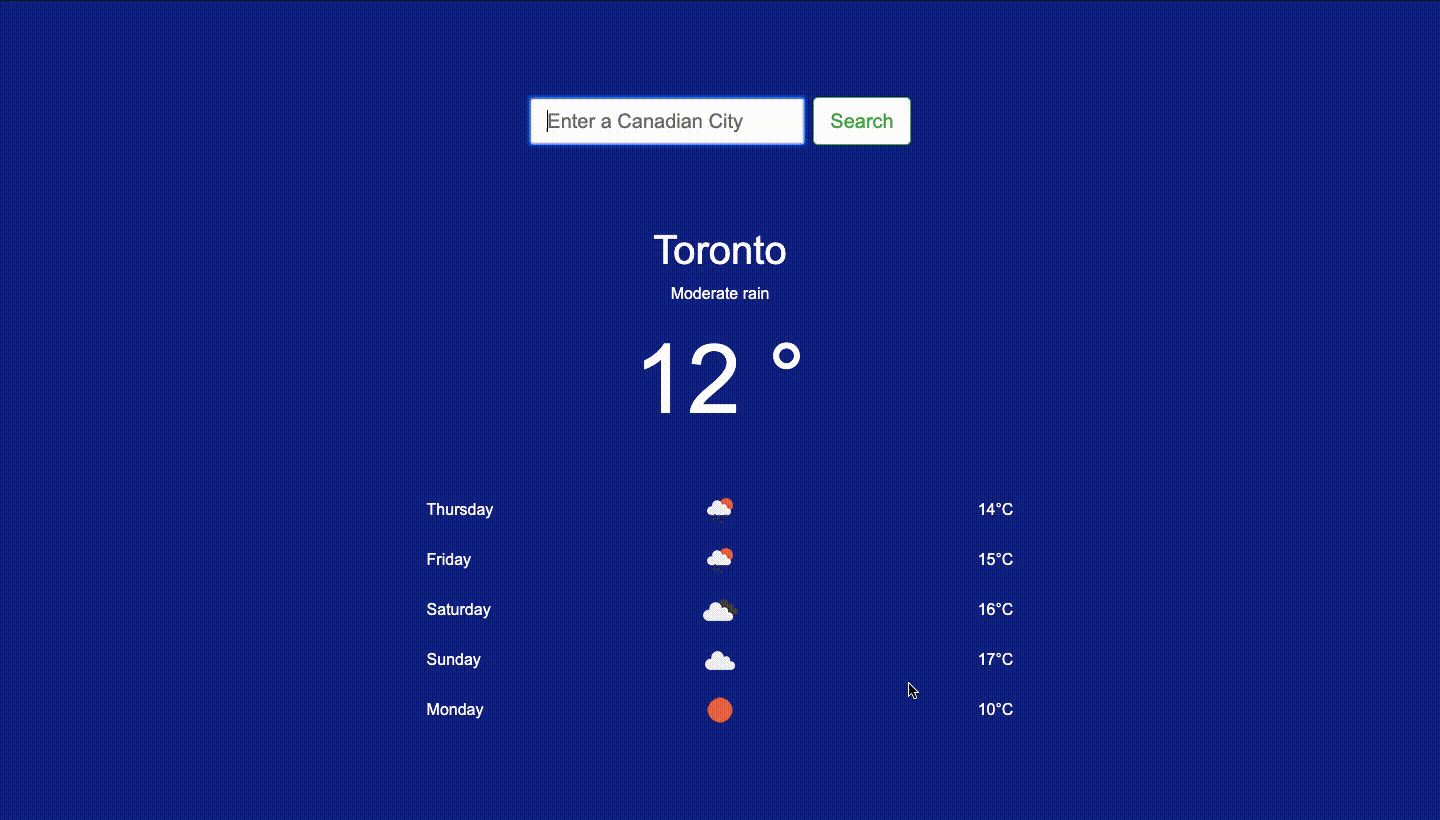 Enter a Canadian City Search
Toronto
Moderate rain
12 °
Thursday 14°C
Friday 15°C
Saturday 16°C
Sunday 17°C
Monday 10°C